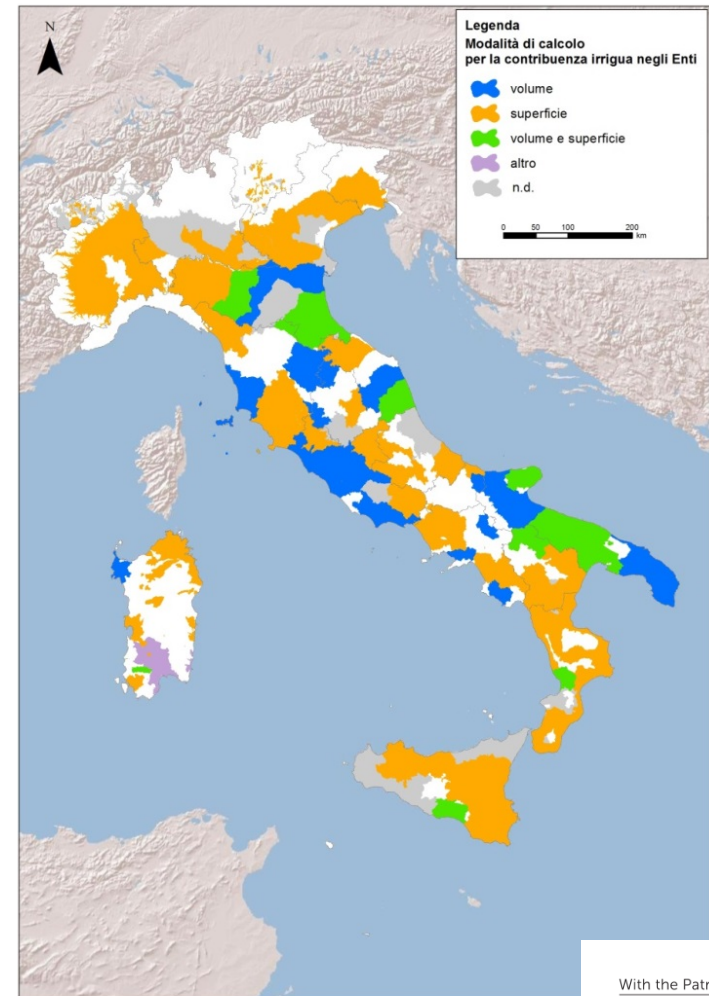 N
Legenda
Modalità di calcolo
per la contribuenza irrigua negli Enti
volume
superficie
volume e superficie
altro
n.d.
0 50 100 200
km
With the Patr